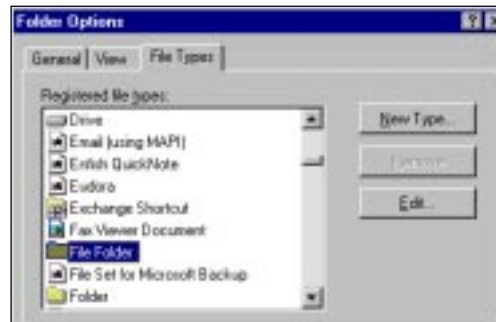 Folder Options
General View File Types
Registered file types:
Drive
Email (using MAPI)
Enfish QuickNote
Eudora
Exchange Shortcut
Fax Viewer Document
File Folder
File Set for Microsoft Backup
Folder
New Type...
Remove
Edit...